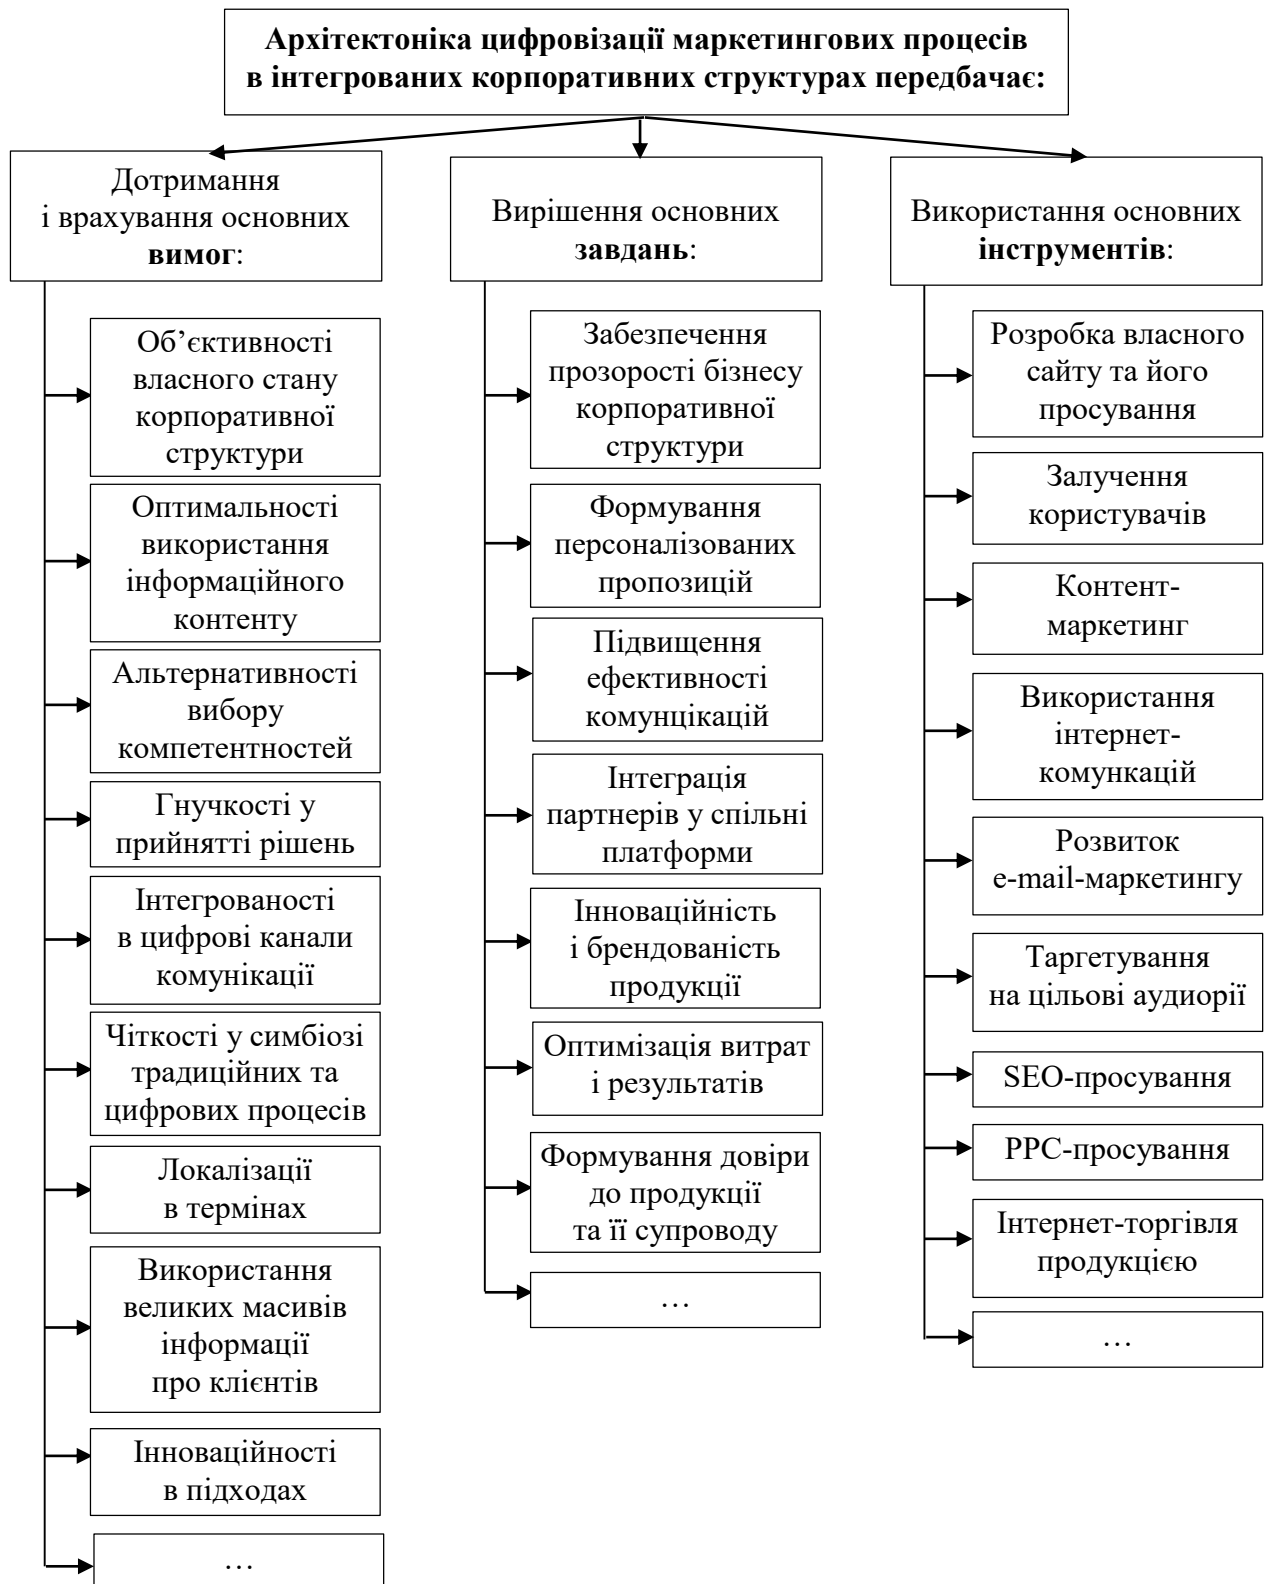 Архітектоніка цифровізації маркетингових процесів
в інтегрованих корпоративних структурах передбачає:
Дотримання
і врахування основних
вимог:
Об’єктивності
власного стану
корпоративної
структури
Оптимальності
використання
інформаційного
контенту
Альтернативності
вибору
компетентностей
Гнучкості у
прийнятті рішень
Інтегрованості
в цифрові канали
комунікації
Чіткості у симбіозі
традиційних та
цифрових процесів
Локалізації
в термінах
Використання
великих масивів
інформації
про клієнтів
Інноваційності
в підходах
…
Вирішення основних
завдань:
Забезпечення
прозорості бізнесу
корпоративної
структури
Формування
персоналізованих
пропозицій
Підвищення
ефективності
комунцікацій
Інтеграція
партнерів у спільні
платформи
Інноваційність
і брендованість
продукції
Оптимізація витрат
і результатів
Формування довіри
до продукції
та її супроводу
…
Використання основних
інструментів:
Розробка власного
сайту та його
просування
Залучення
користувачів
Контент-
маркетинг
Використання
інтернет-
комункацій
Розвиток
e-mail-маркетингу
Таргетування
на цільові аудиорії
SEO-просування
PPC-просування
Інтернет-торгівля
продукцією
…